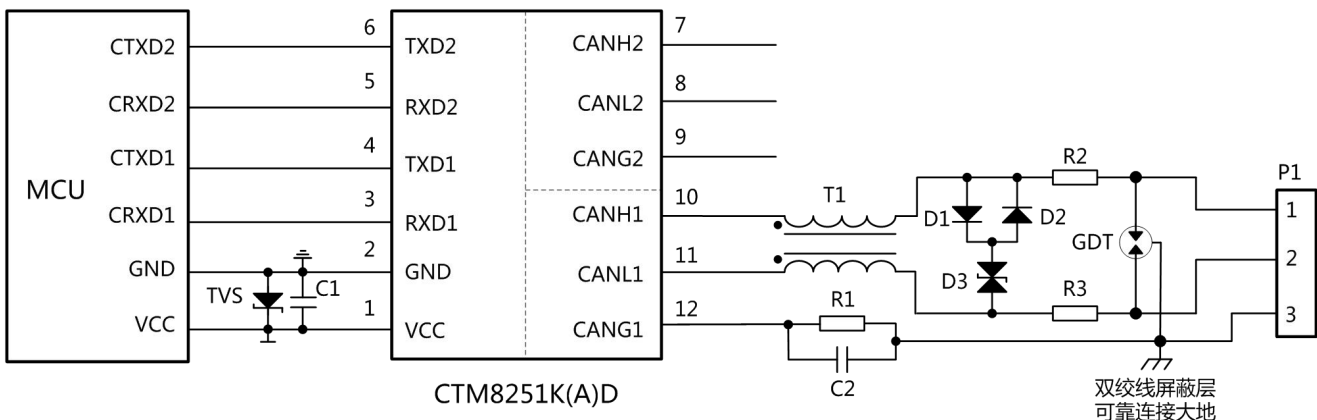 MCU
CTXD2
CRXD2
CTXD1
CRXD1
GND
VCC
TVS
C1
6
5
4
3
2
1
TXD2
RXD2
TXD1
RXD1
GND
VCC
CANH2
CANL2
CANG2
CANH1
CANL1
CANG1
CTM8251K(A)D
7
8
9
10
11
12
T1
R1
C2
D1
D2
D3
R2
R3
GDT
P1
1
2
3
双绞线屏蔽层
可靠连接大地